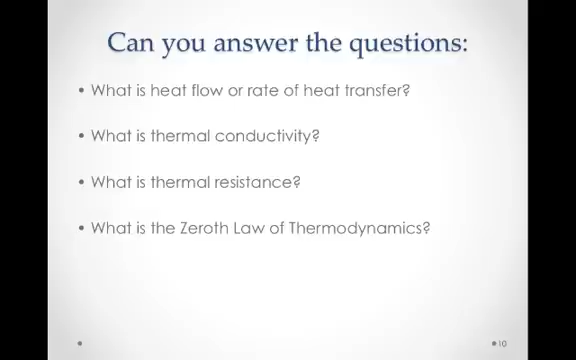 Can you answer the questions:
• What is heat flow or rate of heat transfer?
• What is thermal conductivity?
• What is thermal resistance?
• What is the Zeroth Law of Thermodynamics?
10